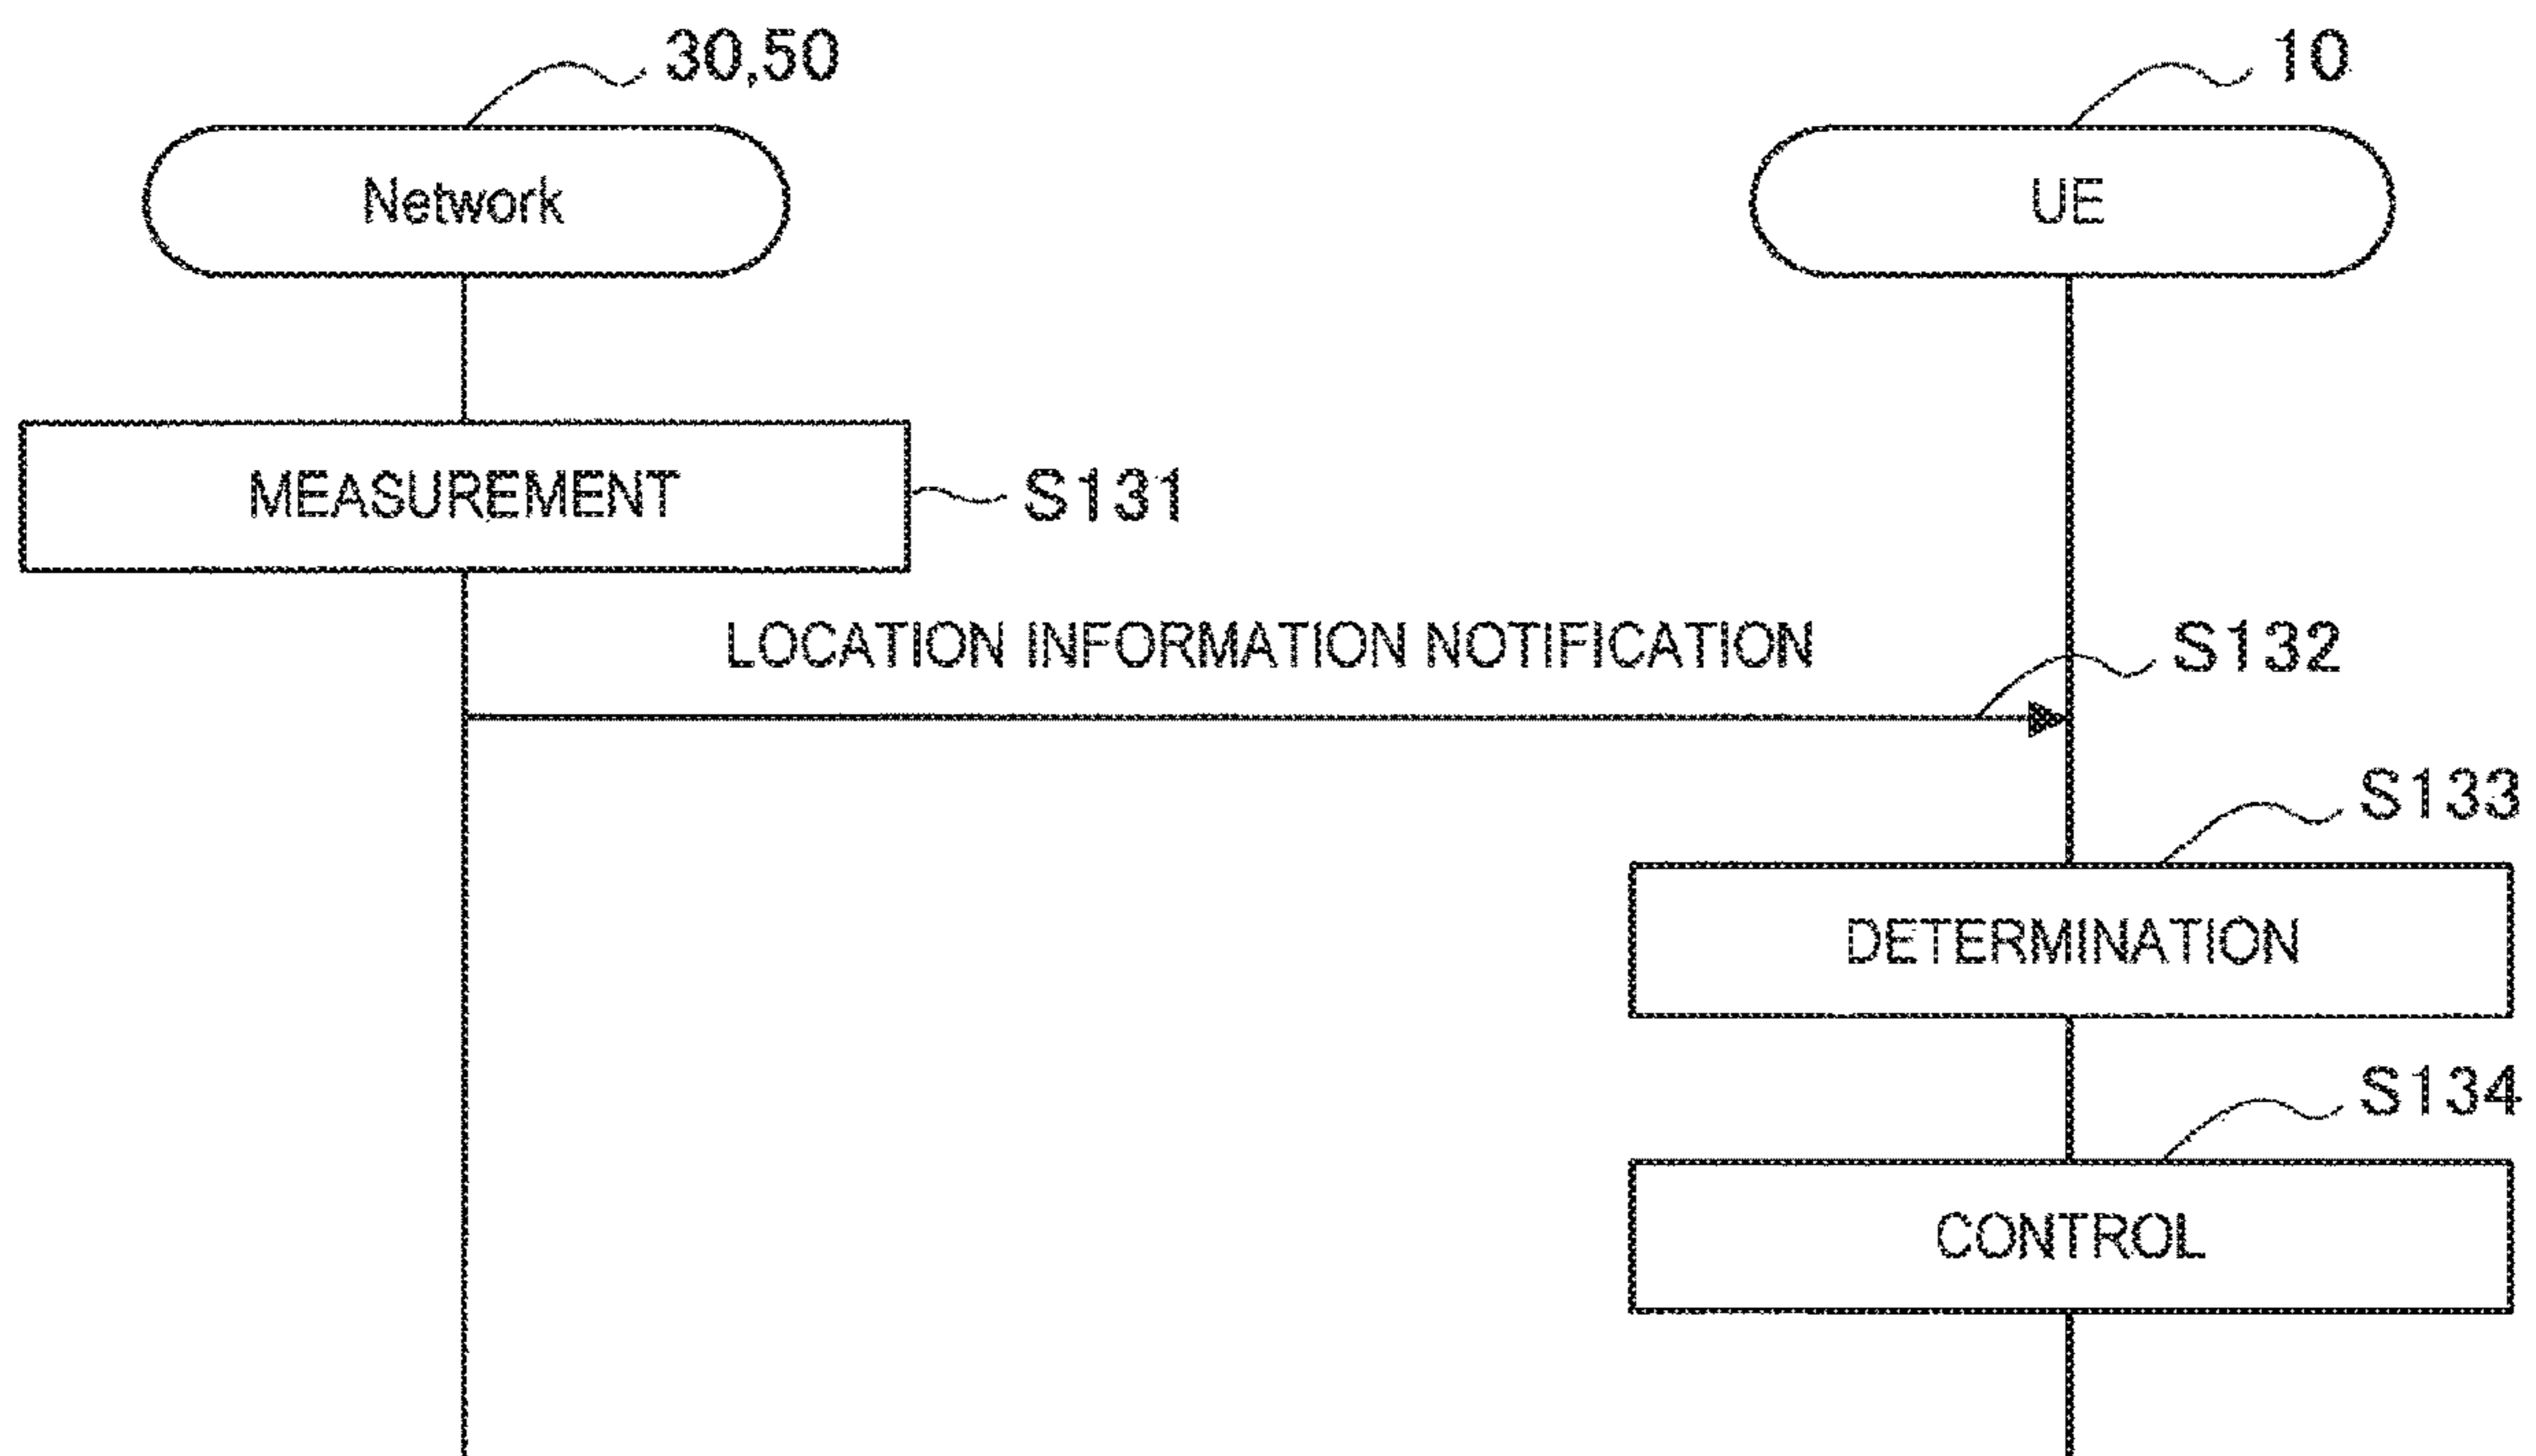 30,50
10
Network
UE
MEASUREMENT
S131
LOCATION INFORMATION NOTIFICATION
S132
S133
DETERMINATION
S134
CONTROL